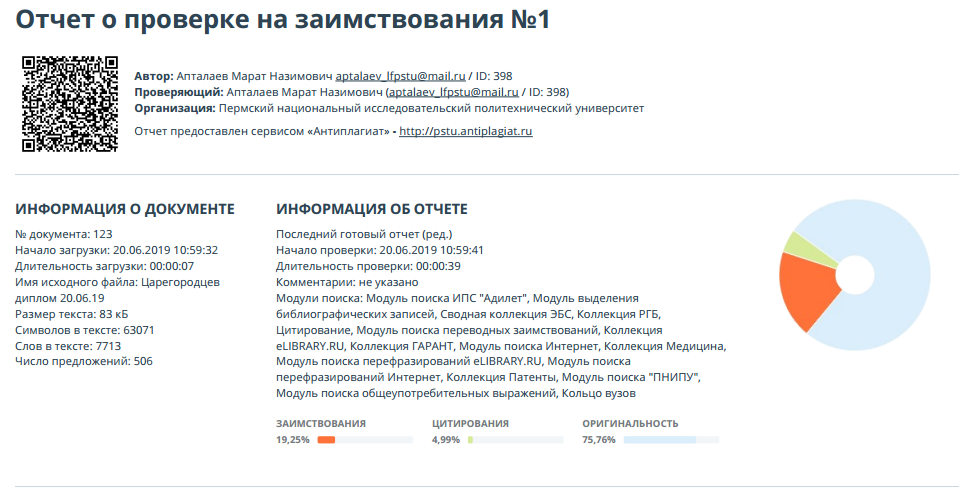 Отчет о проверке на заимствования №1
Автор: Апталаев Марат Назимович aptalaev_lfpstu@mail.ru / ID: 398
Проверяющий: Апталаев Марат Назимович (aptalaev_lfpstu@mail.ru / ID: 398)
Организация: Пермский национальный исследовательский политехнический университет
Отчет предоставлен сервисом «Антиплагиат» - http://pstu.antiplagiat.ru
ИНФОРМАЦИЯ О ДОКУМЕНТЕ
№ документа: 123
Начало загрузки: 20.06.2019 10:59:32
Длительность загрузки: 00:00:07
Имя исходного файла: Царегородцев
диплом 20.06.19
Размер текста: 83 кБ
Символов в тексте: 63071
Слов в тексте: 7713
Число предложений: 506
ИНФОРМАЦИЯ ОБ ОТЧЕТЕ
Последний готовый отчет (ред.)
Начало проверки: 20.06.2019 10:59:41
Длительность проверки: 00:00:39
Комментарии: не указано
Модули поиска: Модуль поиска ИПС "Адилет", Модуль выделения
библиографических записей, Сводная коллекция ЭБС, Коллекция РГБ,
Цитирование, Модуль поиска переводных заимствований, Коллекция
eLIBRARY.RU, Коллекция ГАРАНТ, Модуль поиска Интернет, Коллекция Медицина,
Модуль поиска перефразирований eLIBRARY.RU, Модуль поиска
перефразирований Интернет, Коллекция Патенты, Модуль поиска "ПНИПУ",
Модуль поиска общеупотребительных выражений, Кольцо вузов
ЗАИМСТВОВАНИЯ
19,25%
ЦИТИРОВАНИЯ
4,99%
ОРИГИНАЛЬНОСТЬ
75,76%